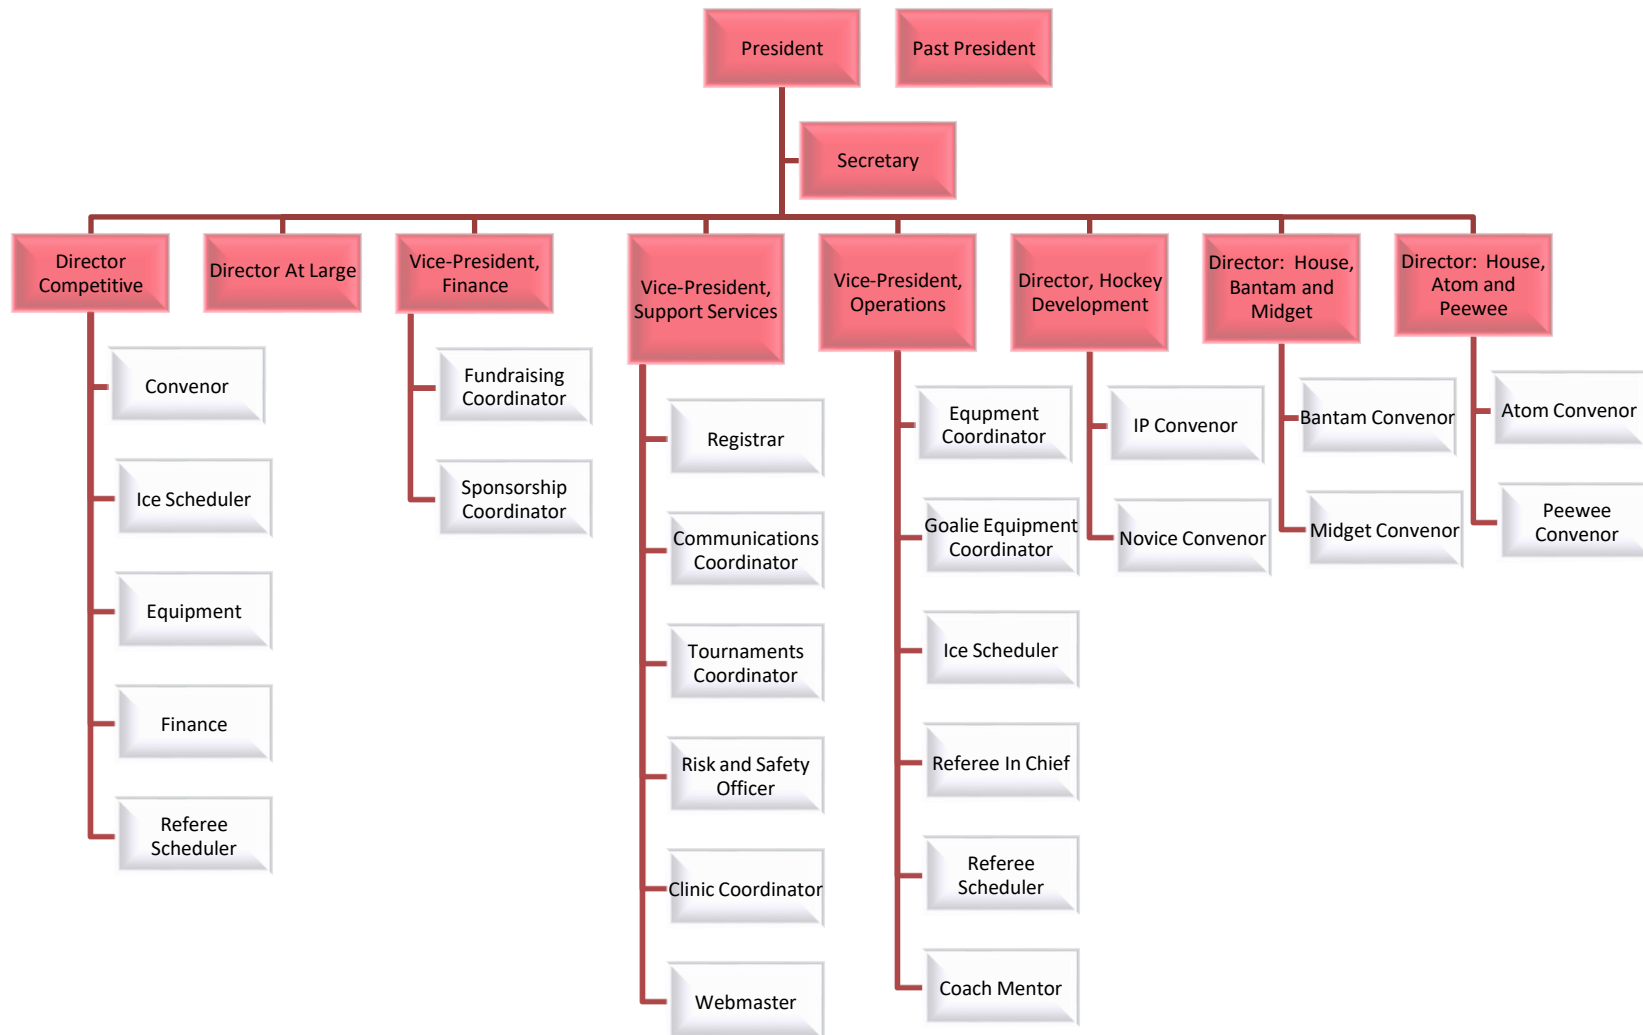 President
Past President
Secretary
Director
Competitive
Director At Large
Vice-President,
Finance
Vice-President,
Support Services
Vice-President,
Operations
Director, Hockey
Development
Director:  House,
Bantam and
Midget
Director:  House,
Atom and
Peewee
Convenor
Ice Scheduler
Equipment
Finance
Referee
Scheduler
Fundraising
Coordinator
Sponsorship
Coordinator
Registrar
Communications
Coordinator
Tournaments
Coordinator
Risk and Safety
Officer
Clinic Coordinator
Webmaster
Equpment
Coordinator
Goalie Equipment
Coordinator
Ice Scheduler
Referee In Chief
Referee
Scheduler
Coach Mentor
IP Convenor
Novice Convenor
Bantam Convenor
Midget Convenor
Atom Convenor
Peewee
Convenor